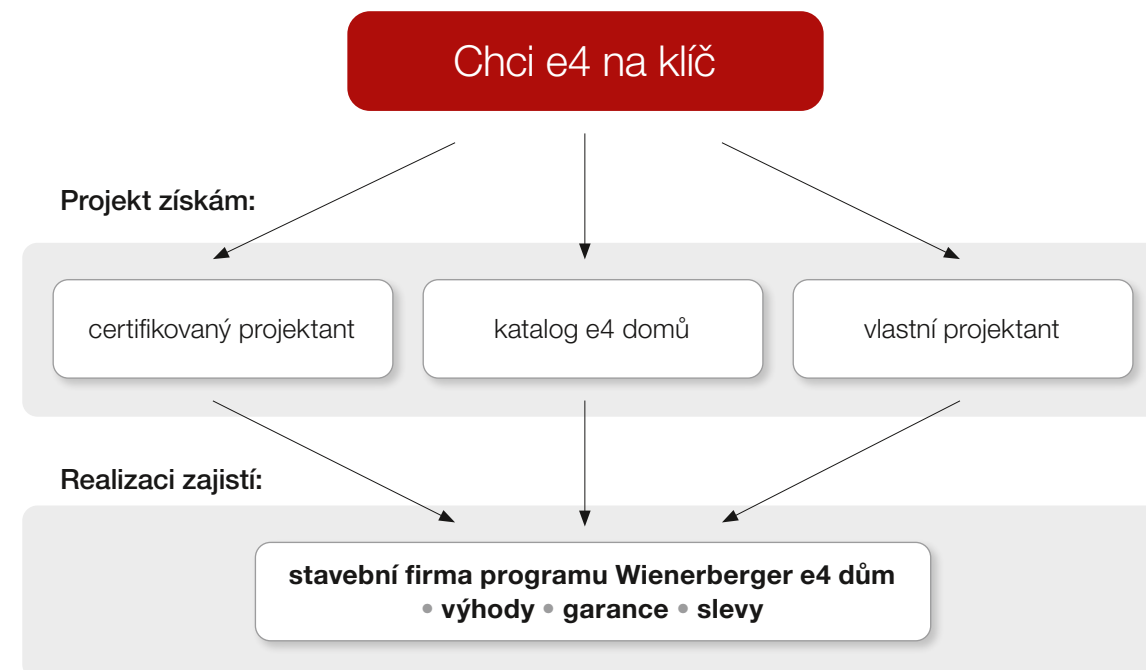 Chci e4 na klíč
Projekt získám:
certifikovaný projektant
katalog e4 domů
vlastní projektant
Realizaci zajistí:
stavební firma programu Wienerberger e4 dům
• výhody • garance • slevy